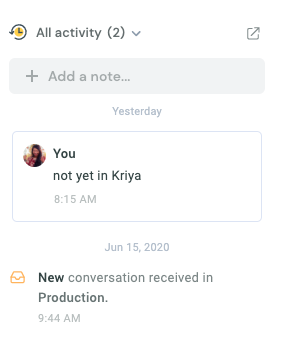 All activity (2)
Add a note...
Yesterday
You
not yet in Kriya
8:15 AM
Jun 15, 2020
New conversation received in
Production.
9:44 AM